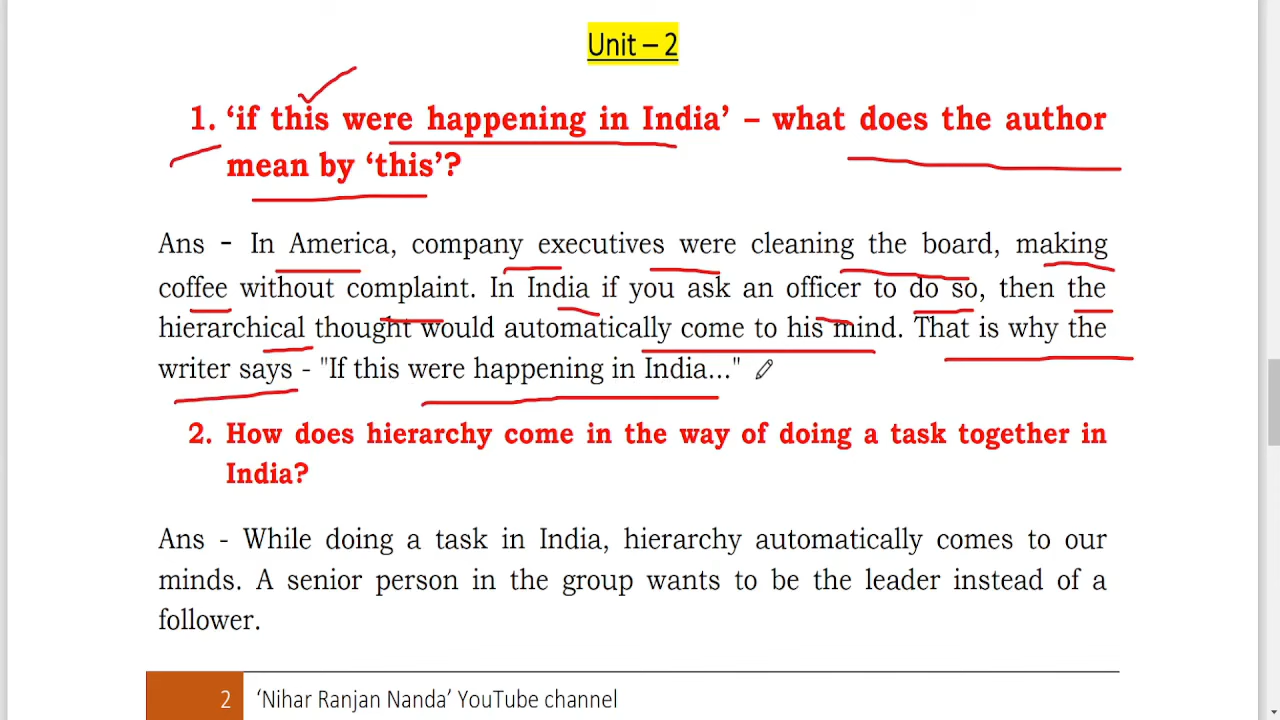 Unit – 2
1. ‘if this were happening in India’ – what does the author
mean by ‘this’?
Ans - In America, company executives were cleaning the board, making
coffee without complaint. In India if you ask an officer to do so, then the
hierarchical thought would automatically come to his mind. That is why the
writer says - "If this were happening in India..."
2. How does hierarchy come in the way of doing a task together in
India?
Ans - While doing a task in India, hierarchy automatically comes to our
minds. A senior person in the group wants to be the leader instead of a
follower.
2 ‘Nihar Ranjan Nanda’ YouTube channel